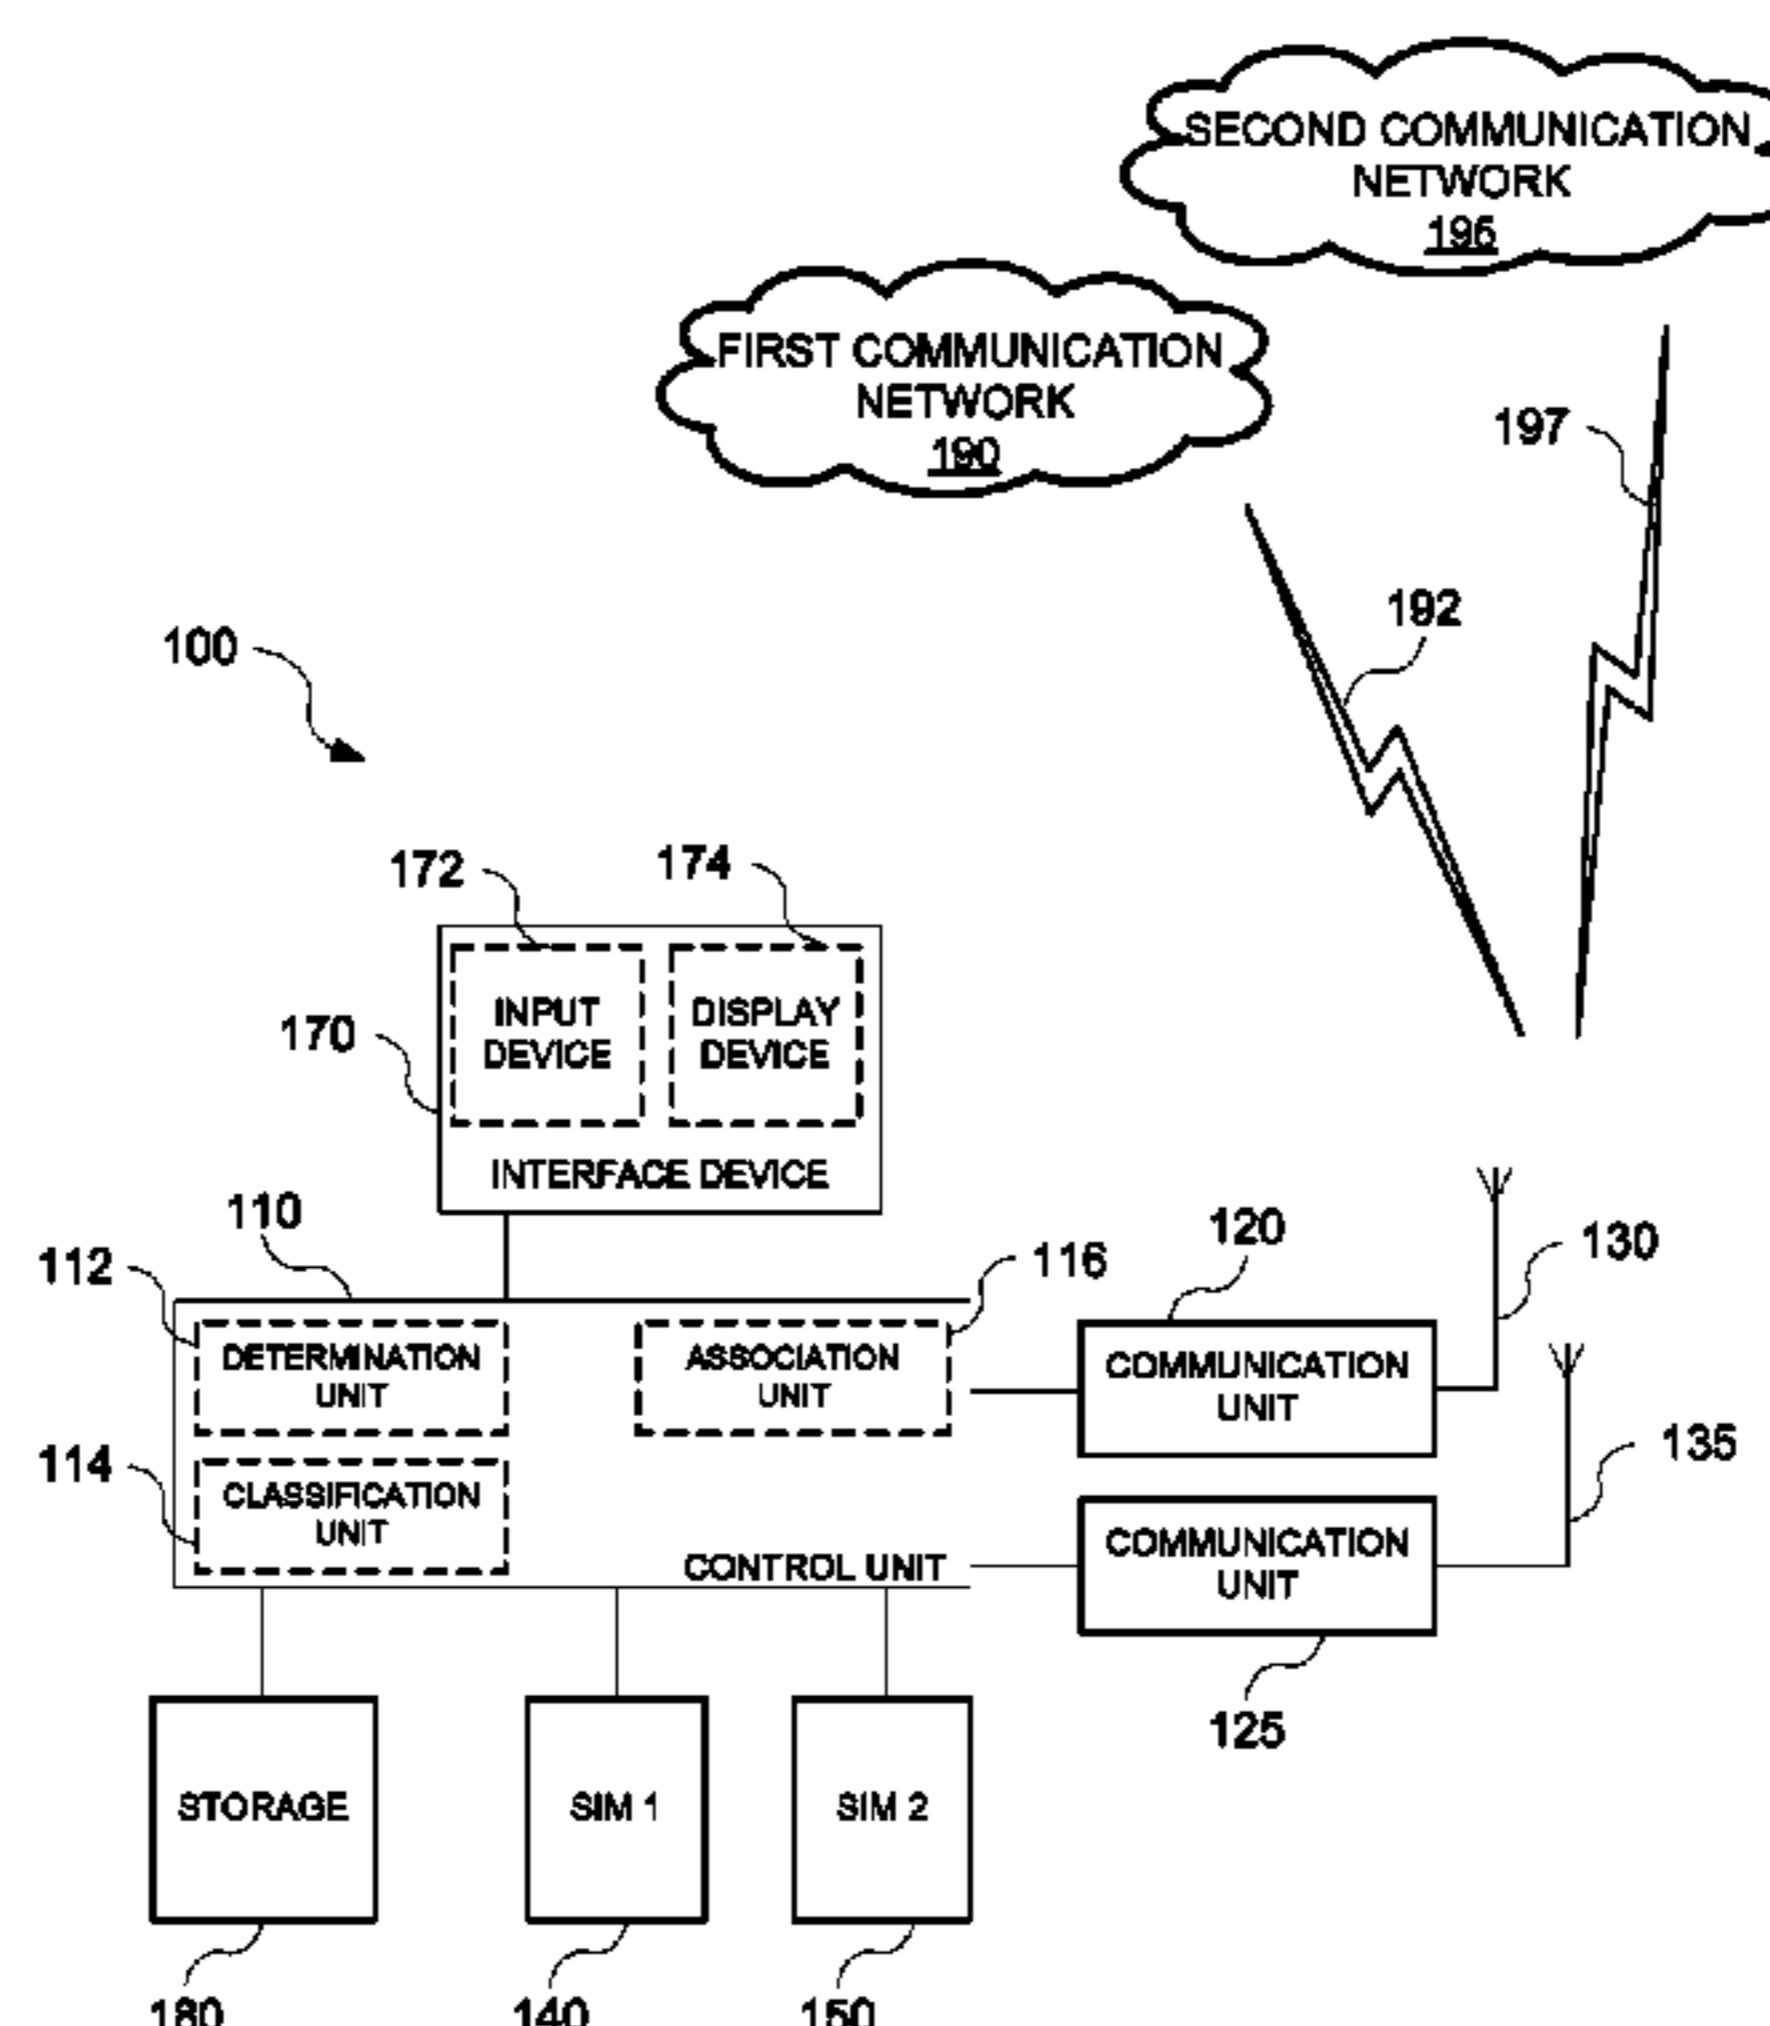 SECOND COMMUNICATION
NETWORK
195
FIRST COMMUNICATION
NETWORK
190
197
192
100
172
174
INPUT
DEVICE
DISPLAY
DEVICE
170
INTERFACE DEVICE
110
112
116
120
130
DETERMINATION
UNIT
ASSOCIATION
UNIT
COMMUNICATION
UNIT
135
114
CLASSIFICATION
UNIT
CONTROL UNIT
COMMUNICATION
UNIT
125
STORAGE
SIM 1
SIM 2
140
150